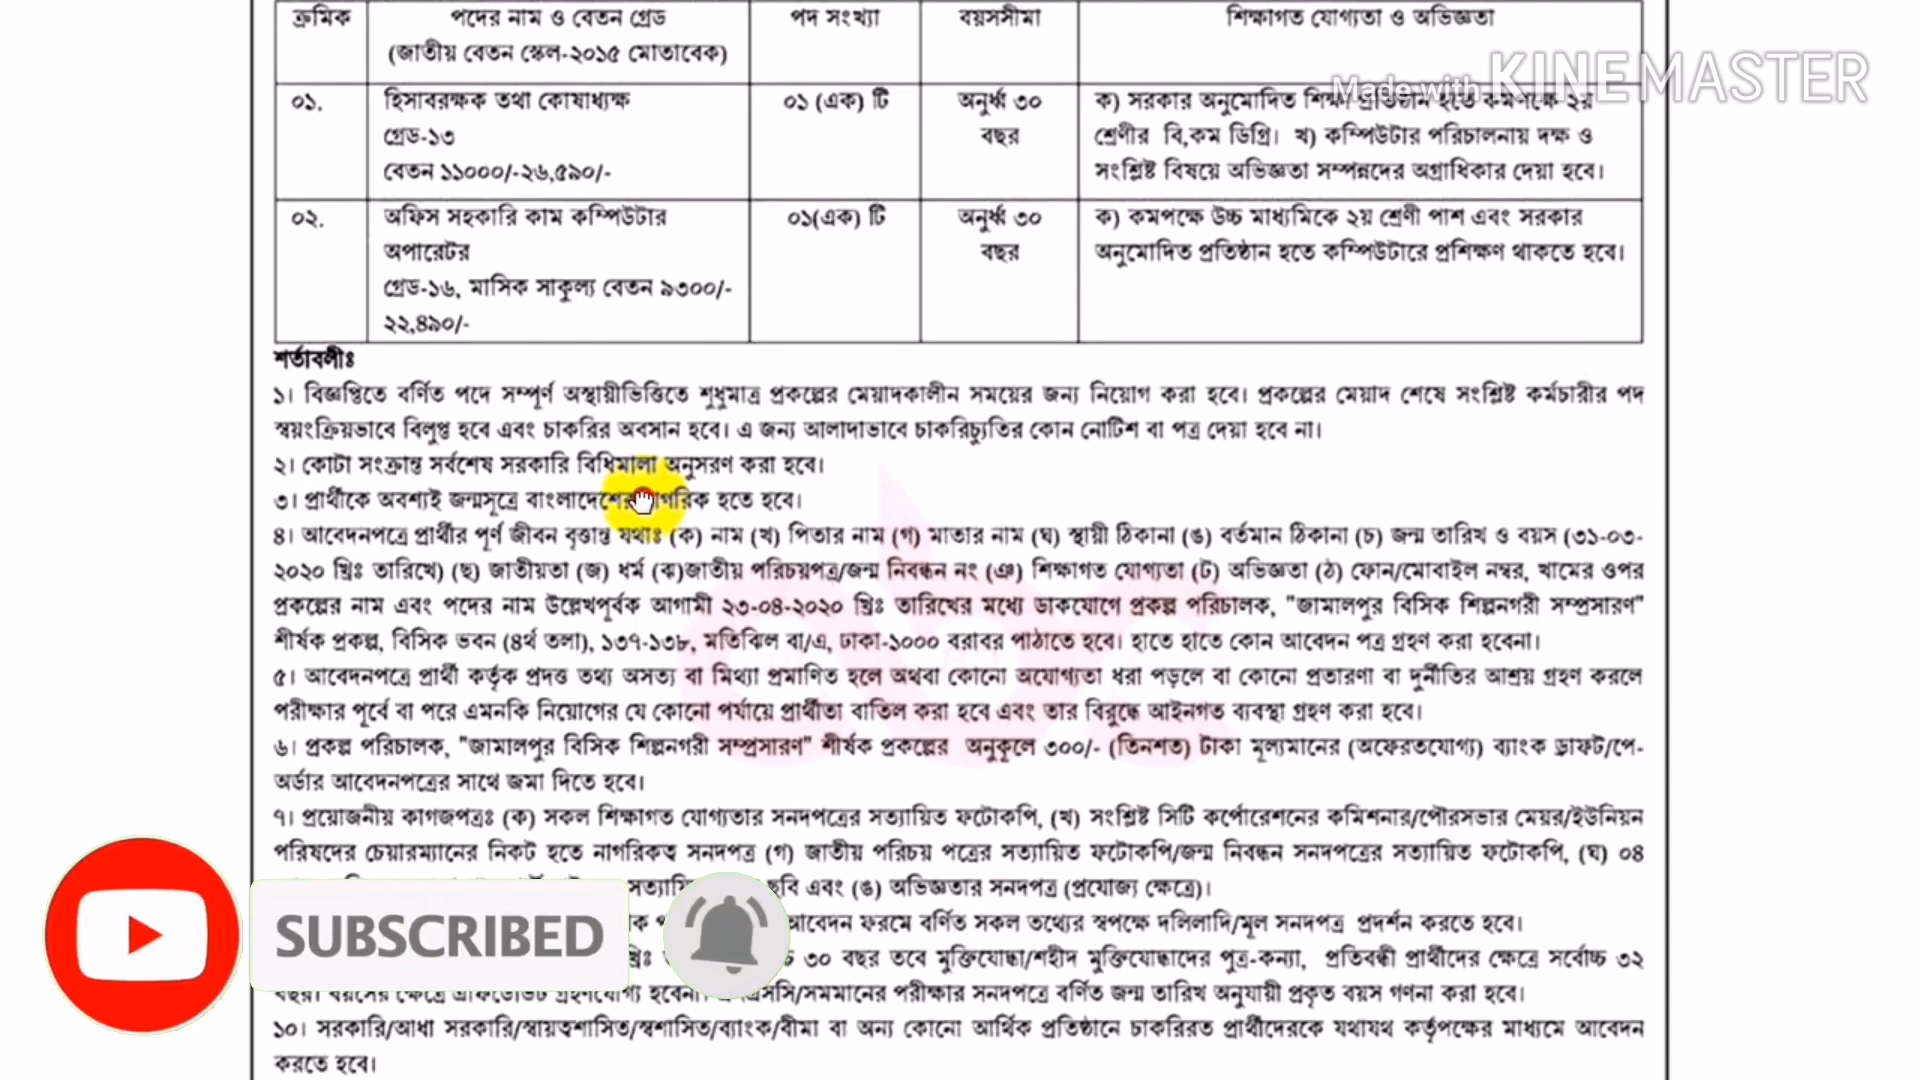 ক্রমিক পদের নাম ও বেতন গ্রেড পদ সংখ্যা বয়সসীমা শিক্ষাগত যোগ্যতা ও অভিজ্ঞতা
(জাতীয় বেতন স্কেল-২০১৫ মোতাবেক)
Made with KINEMASTER
০১. হিসাবরক্ষক তথা কোষাধ্যক্ষ ০১ (এক) টি অনুর্ধ্ব ৩০ ক) সরকার অনুমোদিত শিক্ষা প্রতিষ্ঠান হতে কমপক্ষে ২য়
গ্রেড-১৩ বছর শ্রেণীর বি,কম ডিগ্রি। খ) কম্পিউটার পরিচালনায় দক্ষ ও
বেতন ১১০০০/-২৬,৫৯০/- সংশ্লিষ্ট বিষয়ে অভিজ্ঞতা সম্পন্নদের অগ্রাধিকার দেয়া হবে।
০২. অফিস সহকারি কাম কম্পিউটার ০১(এক) টি অনুর্ধ্ব ৩০ ক) কমপক্ষে উচ্চ মাধ্যমিকে ২য় শ্রেণী পাশ এবং সরকার
অপারেটর বছর অনুমোদিত প্রতিষ্ঠান হতে কম্পিউটারে প্রশিক্ষণ থাকতে হবে।
গ্রেড-১৬, মাসিক সাকুল্য বেতন ৯৩০০/-
২২,৪৯০/-
শর্তাবলীঃ
১। বিজ্ঞপ্তিতে বর্ণিত পদে সম্পূর্ণ অস্থায়ীভিত্তিতে শুধুমাত্র প্রকল্পের মেয়াদকালীন সময়ের জন্য নিয়োগ করা হবে। প্রকল্পের মেয়াদ শেষে সংশ্লিষ্ট কর্মচারীর পদ
স্বয়ংক্রিয়ভাবে বিলুপ্ত হবে এবং চাকরির অবসান হবে। এ জন্য আলাদাভাবে চাকরিচ্যুতির কোন নোটিশ বা পত্র দেয়া হবে না।
২। কোটা সংক্রান্ত সর্বশেষ সরকারি বিধিমালা অনুসরণ করা হবে।
৩। প্রার্থীকে অবশ্যই জন্মসূত্রে বাংলাদেশের নাগরিক হতে হবে।
৪। আবেদনপত্রে প্রার্থীর পূর্ণ জীবন বৃত্তান্ত যথাঃ (ক) নাম (খ) পিতার নাম (গ) মাতার নাম (ঘ) স্থায়ী ঠিকানা (ঙ) বর্তমান ঠিকানা (চ) জন্ম তারিখ ও বয়স (৩১-০৩-
২০২০ খ্রিঃ তারিখে) (ছ) জাতীয়তা (জ) ধর্ম (ঝ)জাতীয় পরিচয়পত্র/জন্ম নিবন্ধন নং (ঞ) শিক্ষাগত যোগ্যতা (ট) অভিজ্ঞতা (ঠ) ফোন/মোবাইল নম্বর, খামের ওপর
প্রকল্পের নাম এবং পদের নাম উল্লেখপূর্বক আগামী ২৩-০৪-২০২০ খ্রিঃ তারিখের মধ্যে ডাকযোগে প্রকল্প পরিচালক, "জামালপুর বিসিক শিল্পনগরী সম্প্রসারণ"
শীর্ষক প্রকল্প, বিসিক ভবন (৪র্থ তলা), ১৩৭-১৩৮, মতিঝিল বা/এ, ঢাকা-১০০০ বরাবর পাঠাতে হবে। হাতে হাতে কোন আবেদন পত্র গ্রহণ করা হবেনা।
৫। আবেদনপত্রে প্রার্থী কর্তৃক প্রদত্ত তথ্য অসত্য বা মিথ্যা প্রমাণিত হলে অথবা কোনো অযোগ্যতা ধরা পড়লে বা কোনো প্রতারণা বা দুর্নীতির আশ্রয় গ্রহণ করলে
পরীক্ষার পূর্বে বা পরে এমনকি নিয়োগের যে কোনো পর্যায়ে প্রার্থীতা বাতিল করা হবে এবং তার বিরুদ্ধে আইনগত ব্যবস্থা গ্রহণ করা হবে।
৬। প্রকল্প পরিচালক, "জামালপুর বিসিক শিল্পনগরী সম্প্রসারণ" শীর্ষক প্রকল্পের অনুকূলে ৩০০/- (তিনশত) টাকা মূল্যমানের (অফেরতযোগ্য) ব্যাংক ড্রাফট/পে-
অর্ডার আবেদনপত্রের সাথে জমা দিতে হবে।
৭। প্রয়োজনীয় কাগজপত্রঃ (ক) সকল শিক্ষাগত যোগ্যতার সনদপত্রের সত্যায়িত ফটোকপি, (খ) সংশ্লিষ্ট সিটি কর্পোরেশনের কমিশনার/পৌরসভার মেয়র/ইউনিয়ন
পরিষদের চেয়ারম্যানের নিকট হতে নাগরিকত্ব সনদপত্র (গ) জাতীয় পরিচয় পত্রের সত্যায়িত ফটোকপি/জন্ম নিবন্ধন সনদপত্রের সত্যায়িত ফটোকপি, (ঘ) ০৪
এবং (ঙ) অভিজ্ঞতার সনদপত্র (প্রযোজ্য ক্ষেত্রে)।
আবেদন ফরমে বর্ণিত সকল তথ্যের স্বপক্ষে দলিলাদি/মূল সনদপত্র প্রদর্শন করতে হবে।
SUBSCRIBED
৩০ বছর তবে মুক্তিযোদ্ধা/শহীদ মুক্তিযোদ্ধাদের পুত্র-কন্যা, প্রতিবন্ধী প্রার্থীদের ক্ষেত্রে সর্বোচ্চ ৩২
বছর। বয়সের ক্ষেত্রে এফিডেভিট গ্রহণযোগ্য হবেনা। পরীক্ষার সনদপত্রে বর্ণিত জন্ম তারিখ অনুযায়ী প্রকৃত বয়স গণনা করা হবে।
১০। সরকারি/আধা সরকারি/স্বায়ত্বশাসিত/স্বশাসিত/ব্যাংক/বীমা বা অন্য কোনো আর্থিক প্রতিষ্ঠানে চাকরিরত প্রার্থীদেরকে যথাযথ কর্তৃপক্ষের মাধ্যমে আবেদন
করতে হবে।